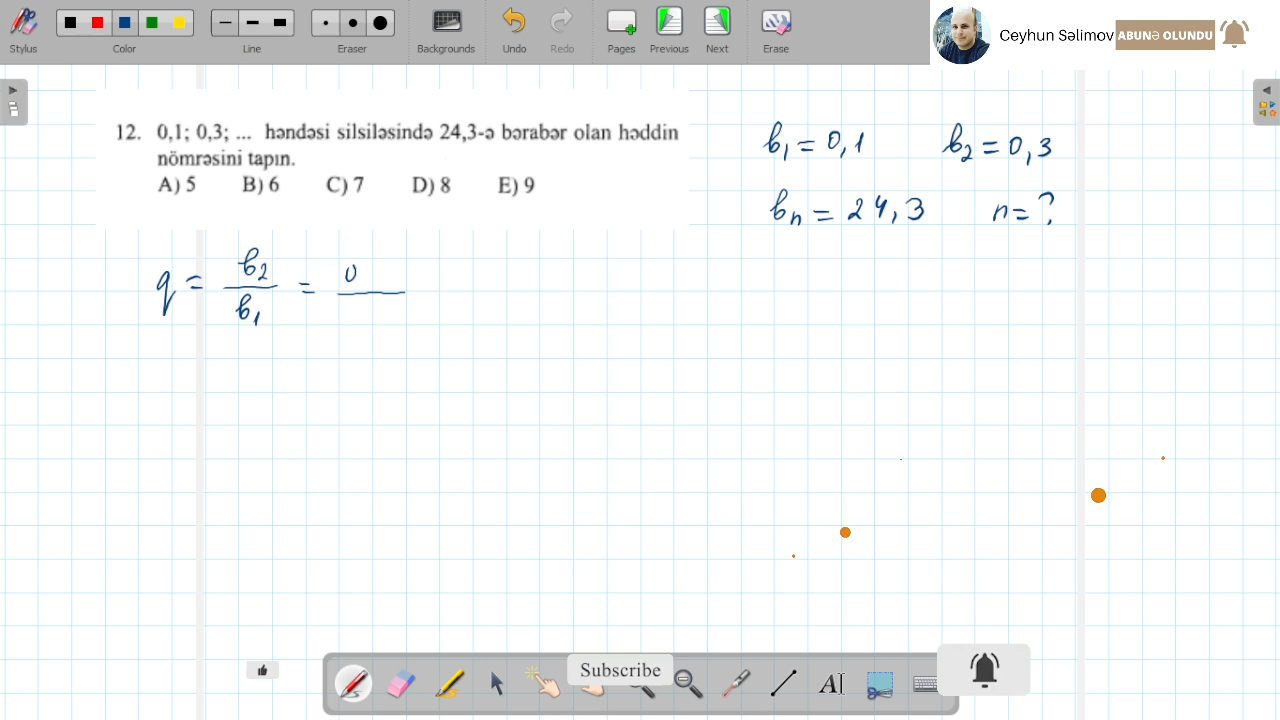 Stylus
Color
Line
Eraser
Backgrounds
Undo
Redo
Pages
Previous
Next
Erase
Ceyhun Səlimov
ABUNƏ OLUNDU
12. 0,1; 0,3; ... həndəsi silsiləsində 24,3-ə bərabər olan həddin
nömrəsini tapın.
A) 5 B) 6 C) 7 D) 8 E) 9
b₁ = 0,1 b₂ = 0,3
bₙ = 24,3 n = ?
q = b₂/b₁ = 0
Subscribe
AI